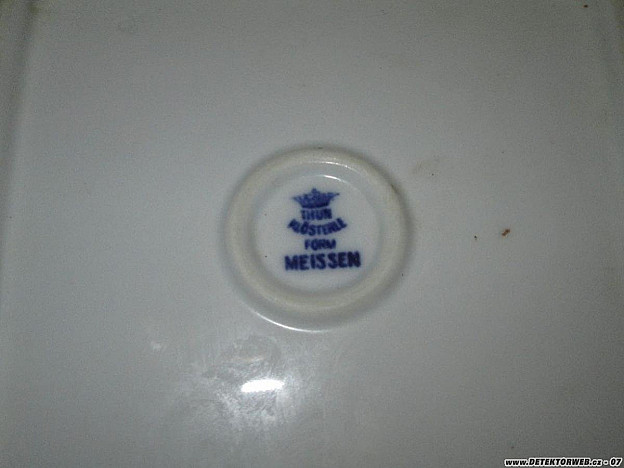 THUN
KLÖSTERLE
FORM
MEISSEN
www.DETEKTORWEB.cz - 07